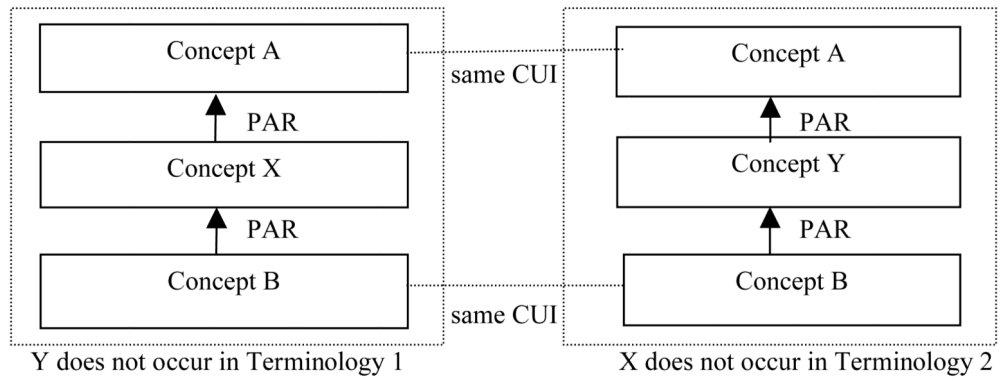 Concept A
PAR
Concept X
PAR
Concept B
Y does not occur in Terminology 1
same CUI
same CUI
Concept A
PAR
Concept Y
PAR
Concept B
X does not occur in Terminology 2